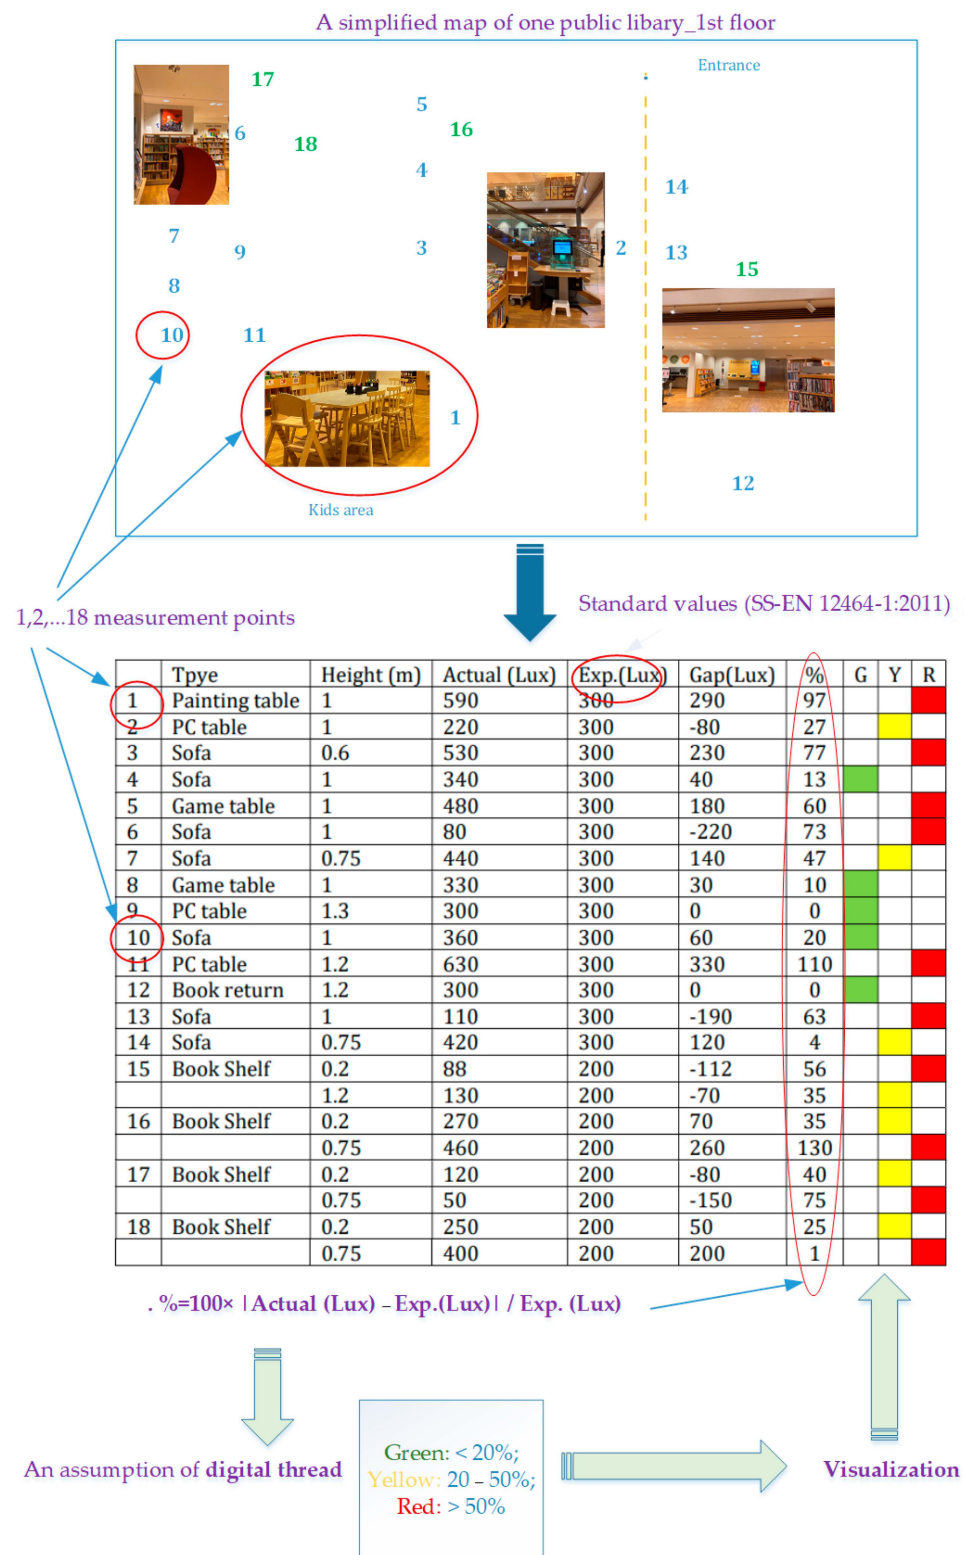 A simplified map of one public libary_1st floor
Entrance
17
5
6
16
18
4
14
7
9
3
2
13
15
8
10
11
1
12
Kids area
1,2,...18 measurement points
Standard values (SS-EN 12464-1:2011)
Tpye Height (m) Actual (Lux) Exp.(Lux) Gap(Lux) % G Y R
1 Painting table 1 590 300 290 97
2 PC table 1 220 300 -80 27
3 Sofa 0.6 530 300 230 77
4 Sofa 1 340 300 40 13
5 Game table 1 480 300 180 60
6 Sofa 1 80 300 -220 73
7 Sofa 0.75 440 300 140 47
8 Game table 1 330 300 30 10
9 PC table 1.3 300 300 0 0
10 Sofa 1 360 300 60 20
11 PC table 1.2 630 300 330 110
12 Book return 1.2 300 300 0 0
13 Sofa 1 110 300 -190 63
14 Sofa 0.75 420 300 120 4
15 Book Shelf 0.2 88 200 -112 56
1.2 130 200 -70 35
16 Book Shelf 0.2 270 200 70 35
0.75 460 200 260 130
17 Book Shelf 0.2 120 200 -80 40
0.75 50 200 -150 75
18 Book Shelf 0.2 250 200 50 25
0.75 400 200 200 1
. %=100× |Actual (Lux) – Exp.(Lux)| / Exp. (Lux)
An assumption of digital thread
Green: < 20%;
Yellow: 20 – 50%;
Red: > 50%
Visualization